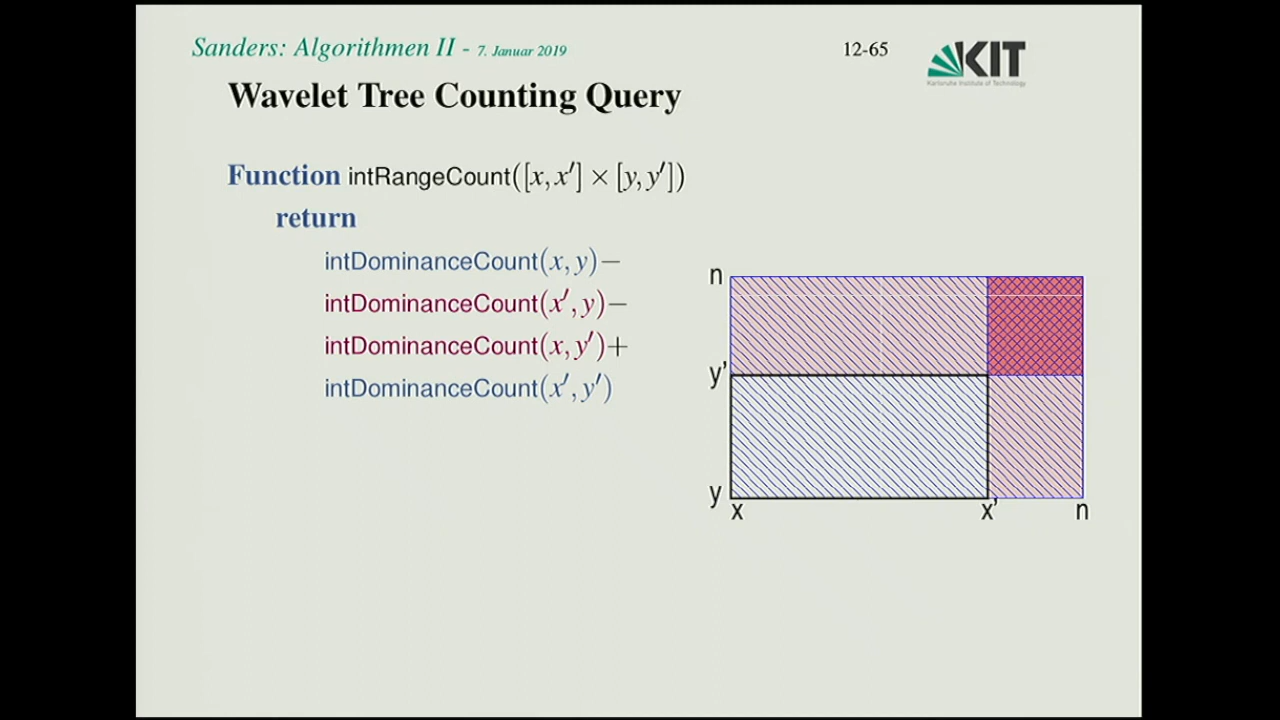 Sanders: Algorithmen II - 7. Januar 2019
12-65
KIT
Karlsruhe Institute of Technology
Wavelet Tree Counting Query
Function intRangeCount([x, x′] × [y, y′])
return
intDominanceCount(x, y)−
intDominanceCount(x′, y)−
intDominanceCount(x, y′)+
intDominanceCount(x′, y′)
n
y'
y
x
x'
n